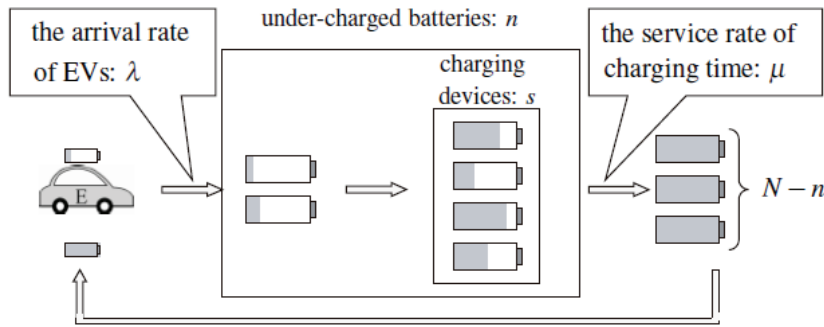 under-charged batteries: n
the arrival rate
of EVs: λ
the service rate of
charging time: μ
charging
devices: s
E
N − n